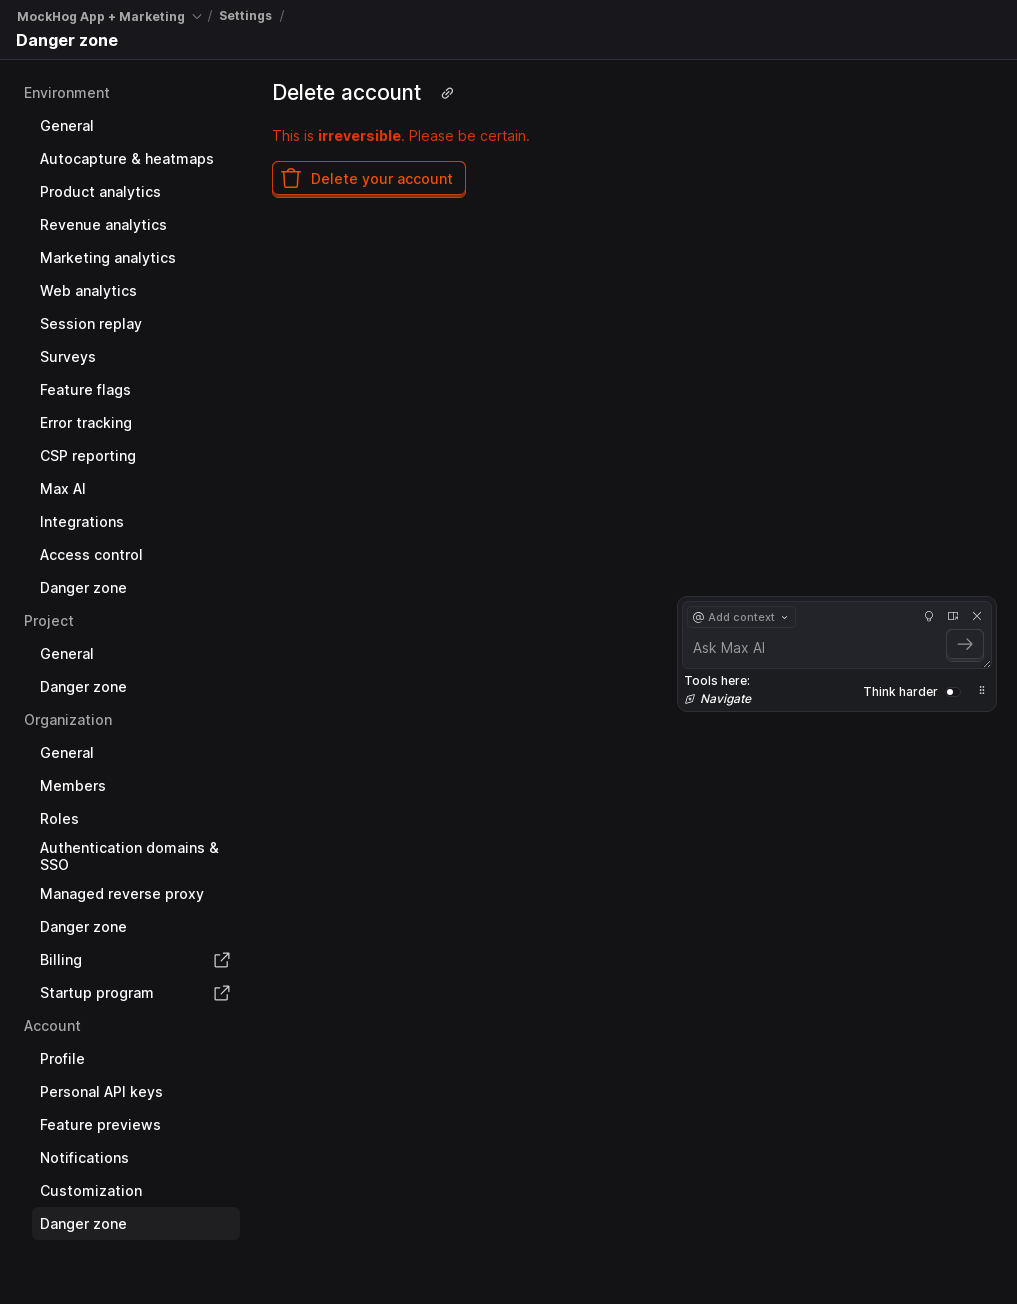 MockHog App + Marketing / Settings /
Danger zone
Environment
General
Autocapture & heatmaps
Product analytics
Revenue analytics
Marketing analytics
Web analytics
Session replay
Surveys
Feature flags
Error tracking
CSP reporting
Max AI
Integrations
Access control
Danger zone
Project
General
Danger zone
Organization
General
Members
Roles
Authentication domains &
SSO
Managed reverse proxy
Danger zone
Billing
Startup program
Account
Profile
Personal API keys
Feature previews
Notifications
Customization
Danger zone
Delete account
This is irreversible. Please be certain.
Delete your account
@ Add context
Ask Max AI
Tools here:
Navigate
Think harder